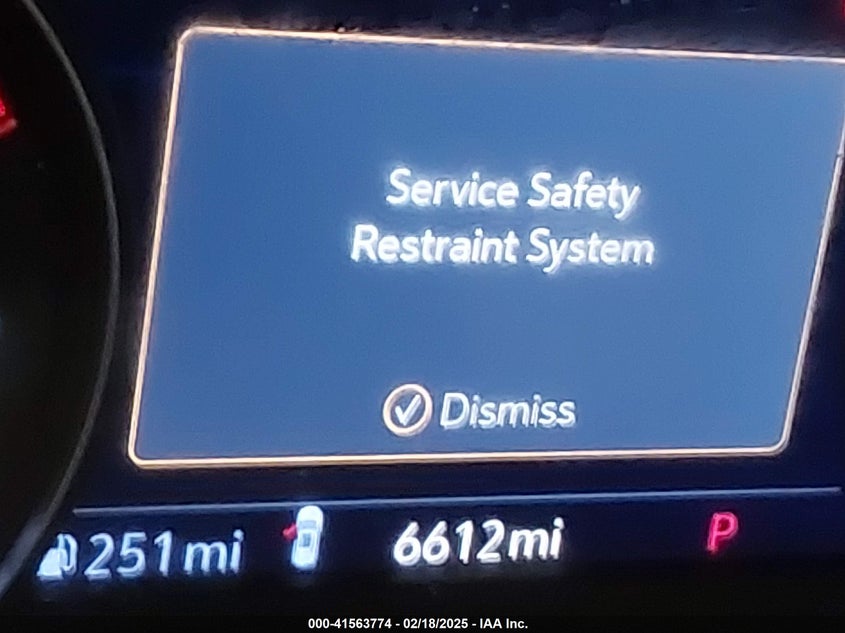 Service Safety
Restraint System
Dismiss
251mi
6612mi
P
000-41563774 - 02/18/2025 - IAA Inc.